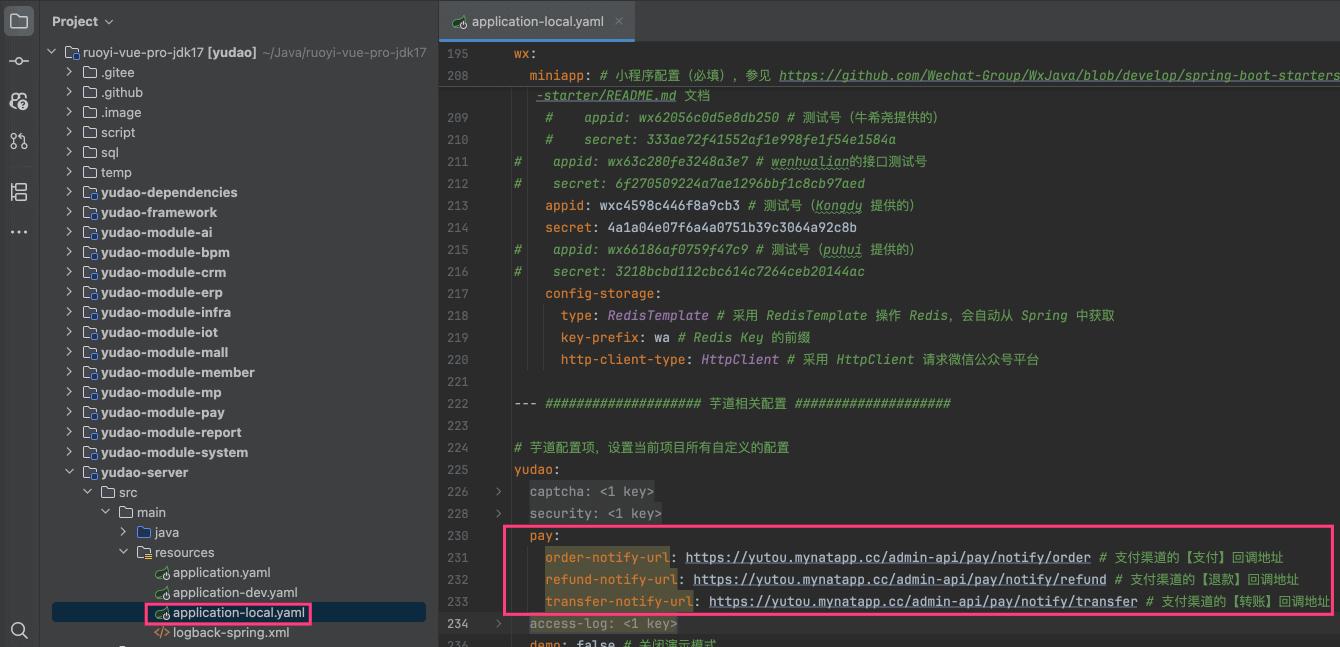 Project
ruoyi-vue-pro-jdk17 [yudao] ~/Java/ruoyi-vue-pro-jdk17
.gitee
.github
.image
script
sql
temp
yudao-dependencies
yudao-framework
yudao-module-ai
yudao-module-bpm
yudao-module-crm
yudao-module-erp
yudao-module-infra
yudao-module-iot
yudao-module-mall
yudao-module-member
yudao-module-mp
yudao-module-pay
yudao-module-report
yudao-module-system
yudao-server
src
main
java
resources
application.yaml
application-dev.yaml
application-local.yaml
logback-spring.xml
application-local.yaml
195 wx:
208 miniapp: # 小程序配置（必填），参见 https://github.com/Wechat-Group/WxJava/blob/develop/spring-boot-starters
-starter/README.md 文档
209 # appid: wx62056c0d5e8db250 # 测试号（牛希尧提供的）
210 # secret: 333ae72f41552af1e998fe1f54e1584a
211 # appid: wx63c280fe3248a3e7 # wenhualian的接口测试号
212 # secret: 6f270509224a7ae1296bbf1c8cb97aed
213 appid: wxc4598c446f8a9cb3 # 测试号（Kongdy 提供的）
214 secret: 4a1a04e07f6a4a0751b39c3064a92c8b
215 # appid: wx66186af0759f47c9 # 测试号（puhui 提供的）
216 # secret: 3218bcbd112cbc614c7264ceb20144ac
217 config-storage:
218 type: RedisTemplate # 采用 RedisTemplate 操作 Redis，会自动从 Spring 中获取
219 key-prefix: wa # Redis Key 的前缀
220 http-client-type: HttpClient # 采用 HttpClient 请求微信公众号平台
221
222 --- #################### 芋道相关配置 ####################
223
224 # 芋道配置项，设置当前项目所有自定义的配置
225 yudao:
226 captcha: <1 key>
228 security: <1 key>
230 pay:
231 order-notify-url: https://yutou.mynatapp.cc/admin-api/pay/notify/order # 支付渠道的【支付】回调地址
232 refund-notify-url: https://yutou.mynatapp.cc/admin-api/pay/notify/refund # 支付渠道的【退款】回调地址
233 transfer-notify-url: https://yutou.mynatapp.cc/admin-api/pay/notify/transfer # 支付渠道的【转账】回调地址
234 access-log: <1 key>
236 demo: false # 关闭演示模式